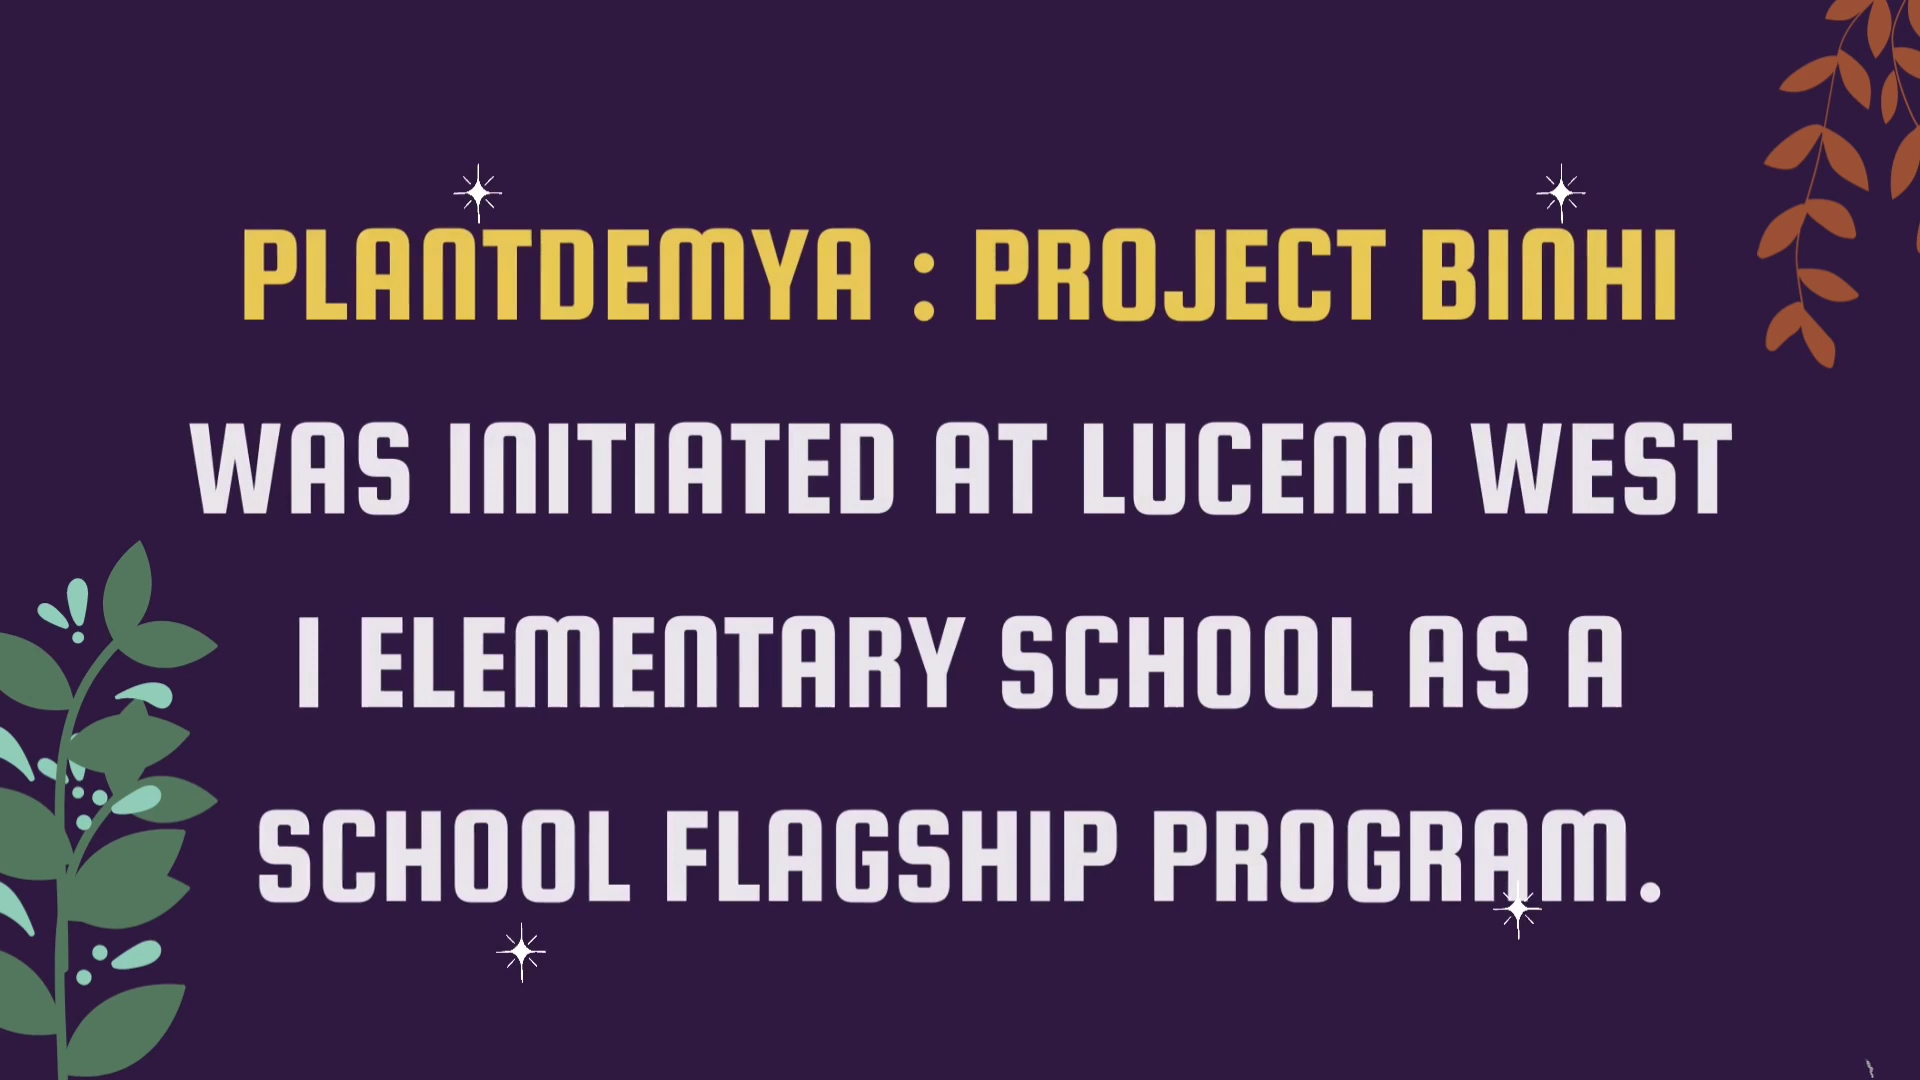 PLANTDEMYA : PROJECT BINHI
WAS INITIATED AT LUCENA WEST
I ELEMENTARY SCHOOL AS A
SCHOOL FLAGSHIP PROGRAM.